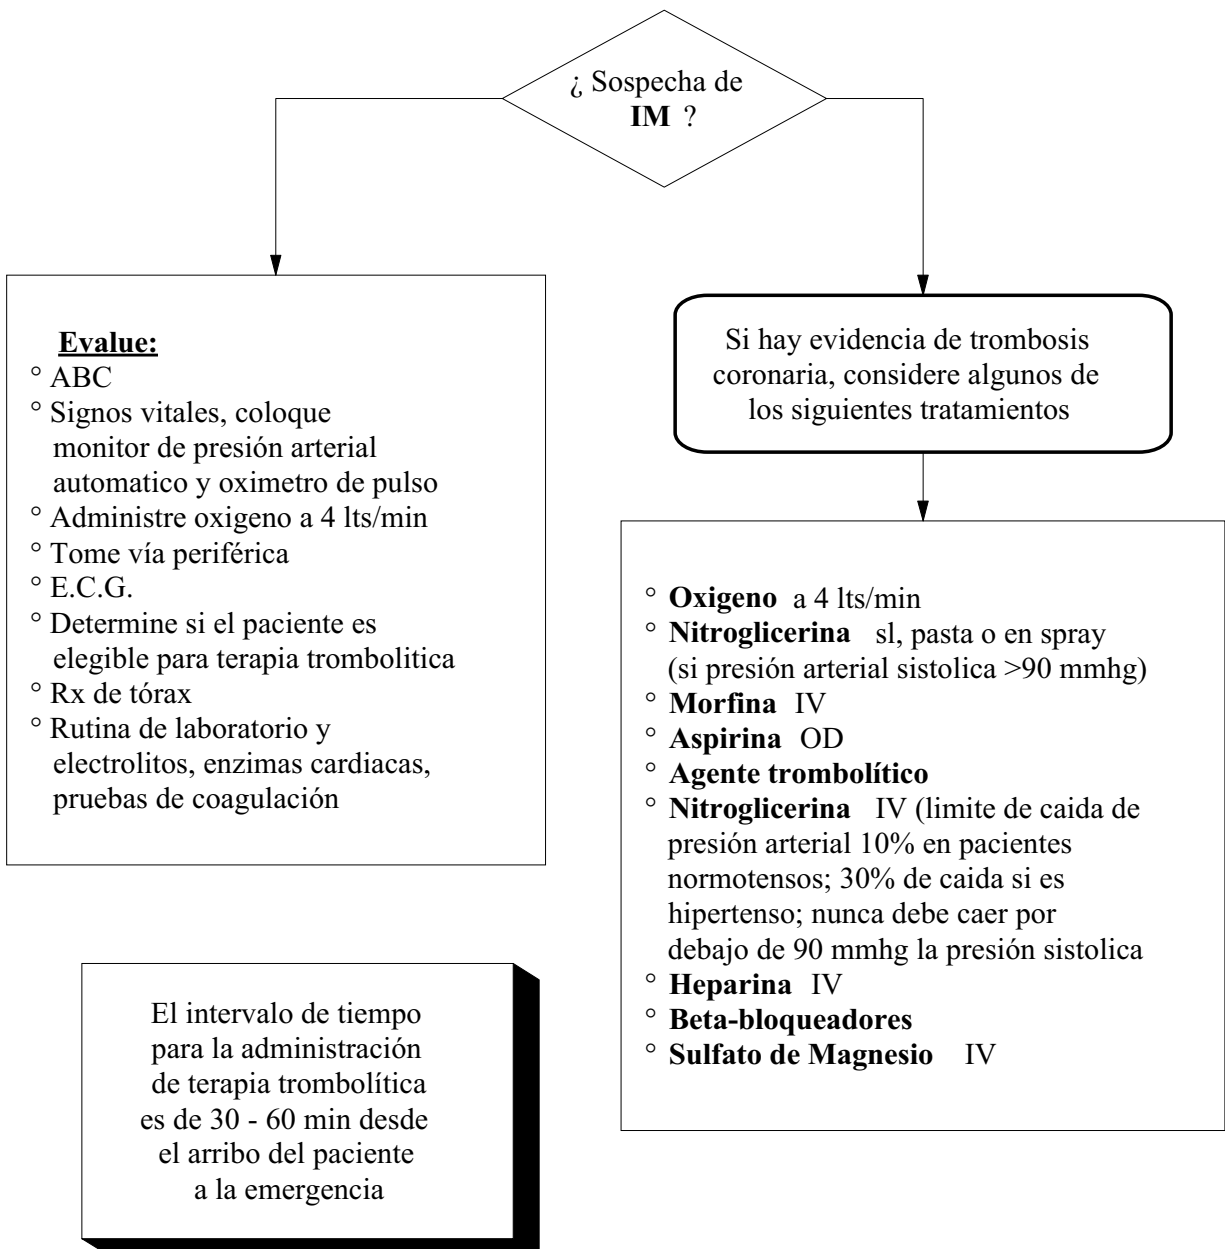 ¿ Sospecha de
IM ?
Evalue:
° ABC
° Signos vitales, coloque
monitor de presión arterial
automatico y oximetro de pulso
° Administre oxigeno a 4 lts/min
° Tome vía periférica
° E.C.G.
° Determine si el paciente es
elegible para terapia trombolitica
° Rx de tórax
° Rutina de laboratorio y
electrolitos, enzimas cardiacas,
pruebas de coagulación
Si hay evidencia de trombosis
coronaria, considere algunos de
los siguientes tratamientos
° Oxigeno a 4 lts/min
° Nitroglicerina sl, pasta o en spray
(si presión arterial sistolica >90 mmhg)
° Morfina IV
° Aspirina OD
° Agente trombolítico
° Nitroglicerina IV (limite de caida de
presión arterial 10% en pacientes
normotensos; 30% de caida si es
hipertenso; nunca debe caer por
debajo de 90 mmhg la presión sistolica
° Heparina IV
° Beta-bloqueadores
° Sulfato de Magnesio IV
El intervalo de tiempo
para la administración
de terapia trombolítica
es de 30 - 60 min desde
el arribo del paciente
a la emergencia